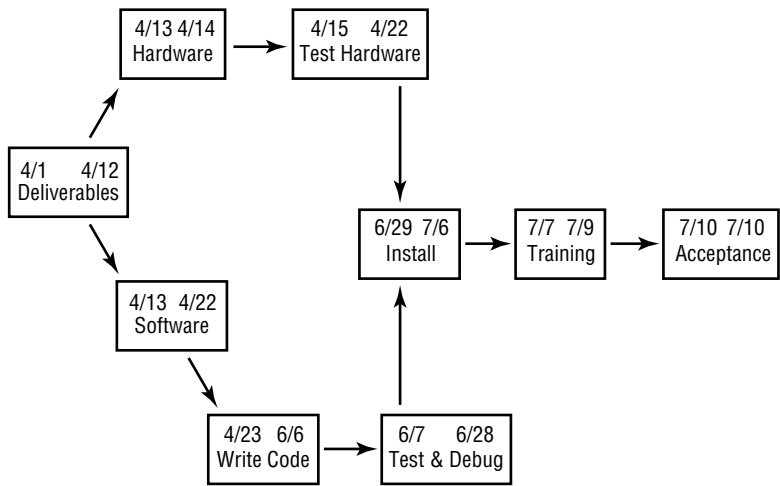 4/13 4/14
Hardware
4/15 4/22
Test Hardware
4/1 4/12
Deliverables
6/29 7/6
Install
7/7 7/9
Training
7/10 7/10
Acceptance
4/13 4/22
Software
4/23 6/6
Write Code
6/7 6/28
Test & Debug